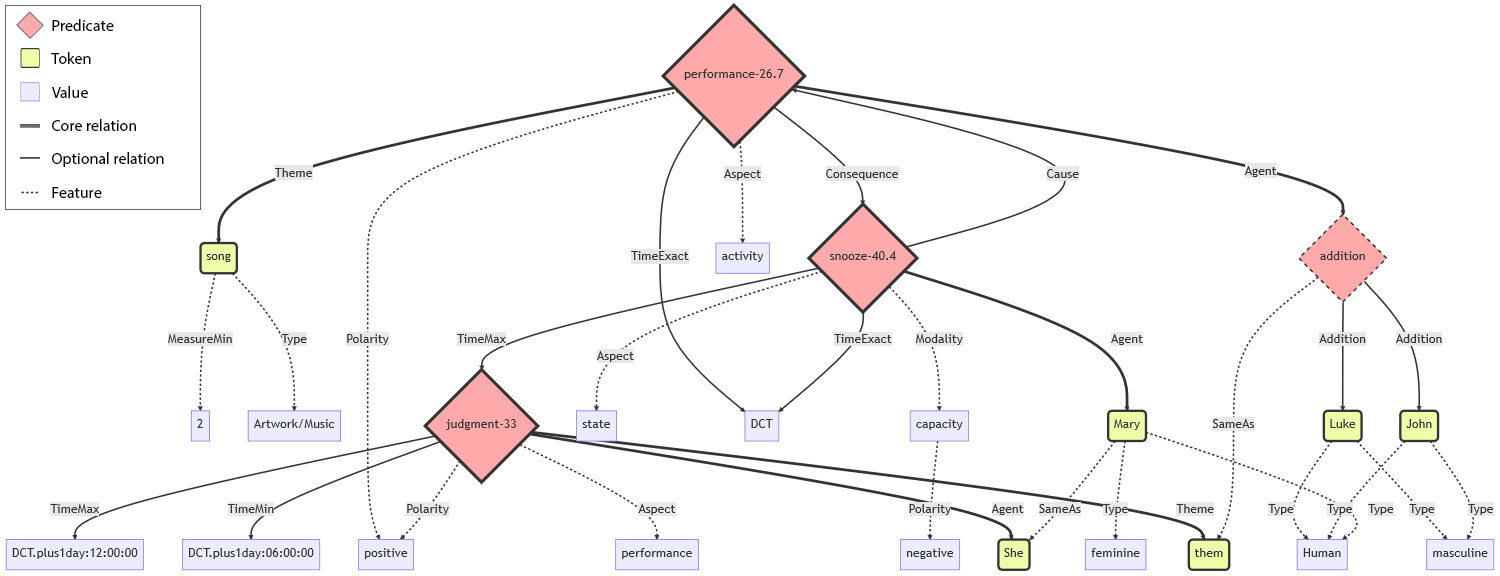 Predicate
Token
Value
Core relation
Optional relation
Feature
performance-26.7
Theme
Aspect
Consequence
Cause
Agent
song
TimeExact
activity
snooze-40.4
addition
MeasureMin
Type
Polarity
TimeMax
Aspect
TimeExact
Modality
Agent
Addition
Addition
2
Artwork/Music
judgment-33
state
DCT
capacity
Mary
SameAs
Luke
John
TimeMax
TimeMin
Polarity
Aspect
Polarity
Agent
SameAs
Type
Theme
Type
Type
Type
Type
Type
DCT.plus1day:12:00:00
DCT.plus1day:06:00:00
positive
performance
negative
She
feminine
them
Human
masculine